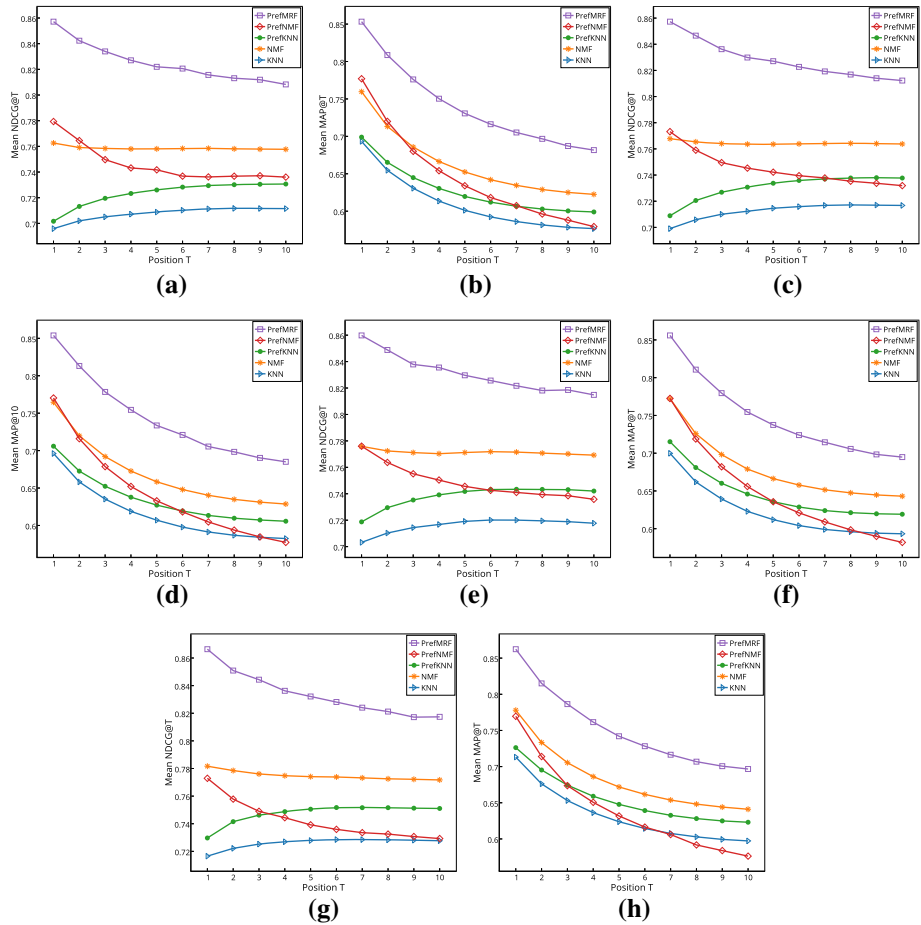 PrefMRF
PrefNMF
PrefKNN
NMF
KNN
Mean NDCG@T
0.86
0.84
0.82
0.8
0.78
0.76
0.74
0.72
0.7
1 2 3 4 5 6 7 8 9 10
Position T
(a)
PrefMRF
PrefNMF
PrefKNN
NMF
KNN
Mean MAP@T
0.85
0.8
0.75
0.7
0.65
0.6
1 2 3 4 5 6 7 8 9 10
Position T
(b)
PrefMRF
PrefNMF
PrefKNN
NMF
KNN
Mean NDCG@T
0.86
0.84
0.82
0.8
0.78
0.76
0.74
0.72
0.7
1 2 3 4 5 6 7 8 9 10
Position T
(c)
PrefMRF
PrefNMF
PrefKNN
NMF
KNN
Mean MAP@10
0.85
0.8
0.75
0.7
0.65
0.6
1 2 3 4 5 6 7 8 9 10
Position T
(d)
PrefMRF
PrefNMF
PrefKNN
NMF
KNN
Mean NDCG@T
0.86
0.84
0.82
0.8
0.78
0.76
0.74
0.72
0.7
1 2 3 4 5 6 7 8 9 10
Position T
(e)
PrefMRF
PrefNMF
PrefKNN
NMF
KNN
Mean MAP@T
0.85
0.8
0.75
0.7
0.65
0.6
1 2 3 4 5 6 7 8 9 10
Position T
(f)
PrefMRF
PrefNMF
PrefKNN
NMF
KNN
Mean NDCG@T
0.86
0.84
0.82
0.8
0.78
0.76
0.74
0.72
1 2 3 4 5 6 7 8 9 10
Position T
(g)
PrefMRF
PrefNMF
PrefKNN
NMF
KNN
Mean MAP@T
0.85
0.8
0.75
0.7
0.65
0.6
1 2 3 4 5 6 7 8 9 10
Position T
(h)